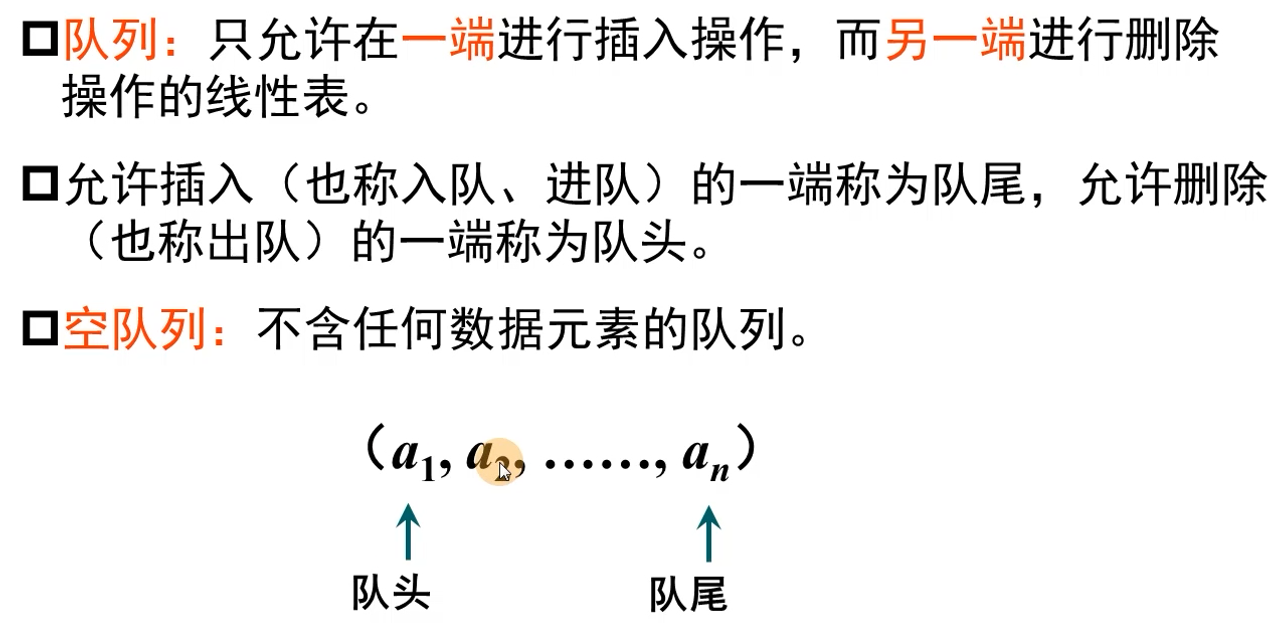 队列：只允许在一端进行插入操作，而另一端进行删除
操作的线性表。
允许插入（也称入队、进队）的一端称为队尾，允许删除
（也称出队）的一端称为队头。
空队列：不含任何数据元素的队列。
（a₁, a₂, ……, aₙ）
队头 队尾